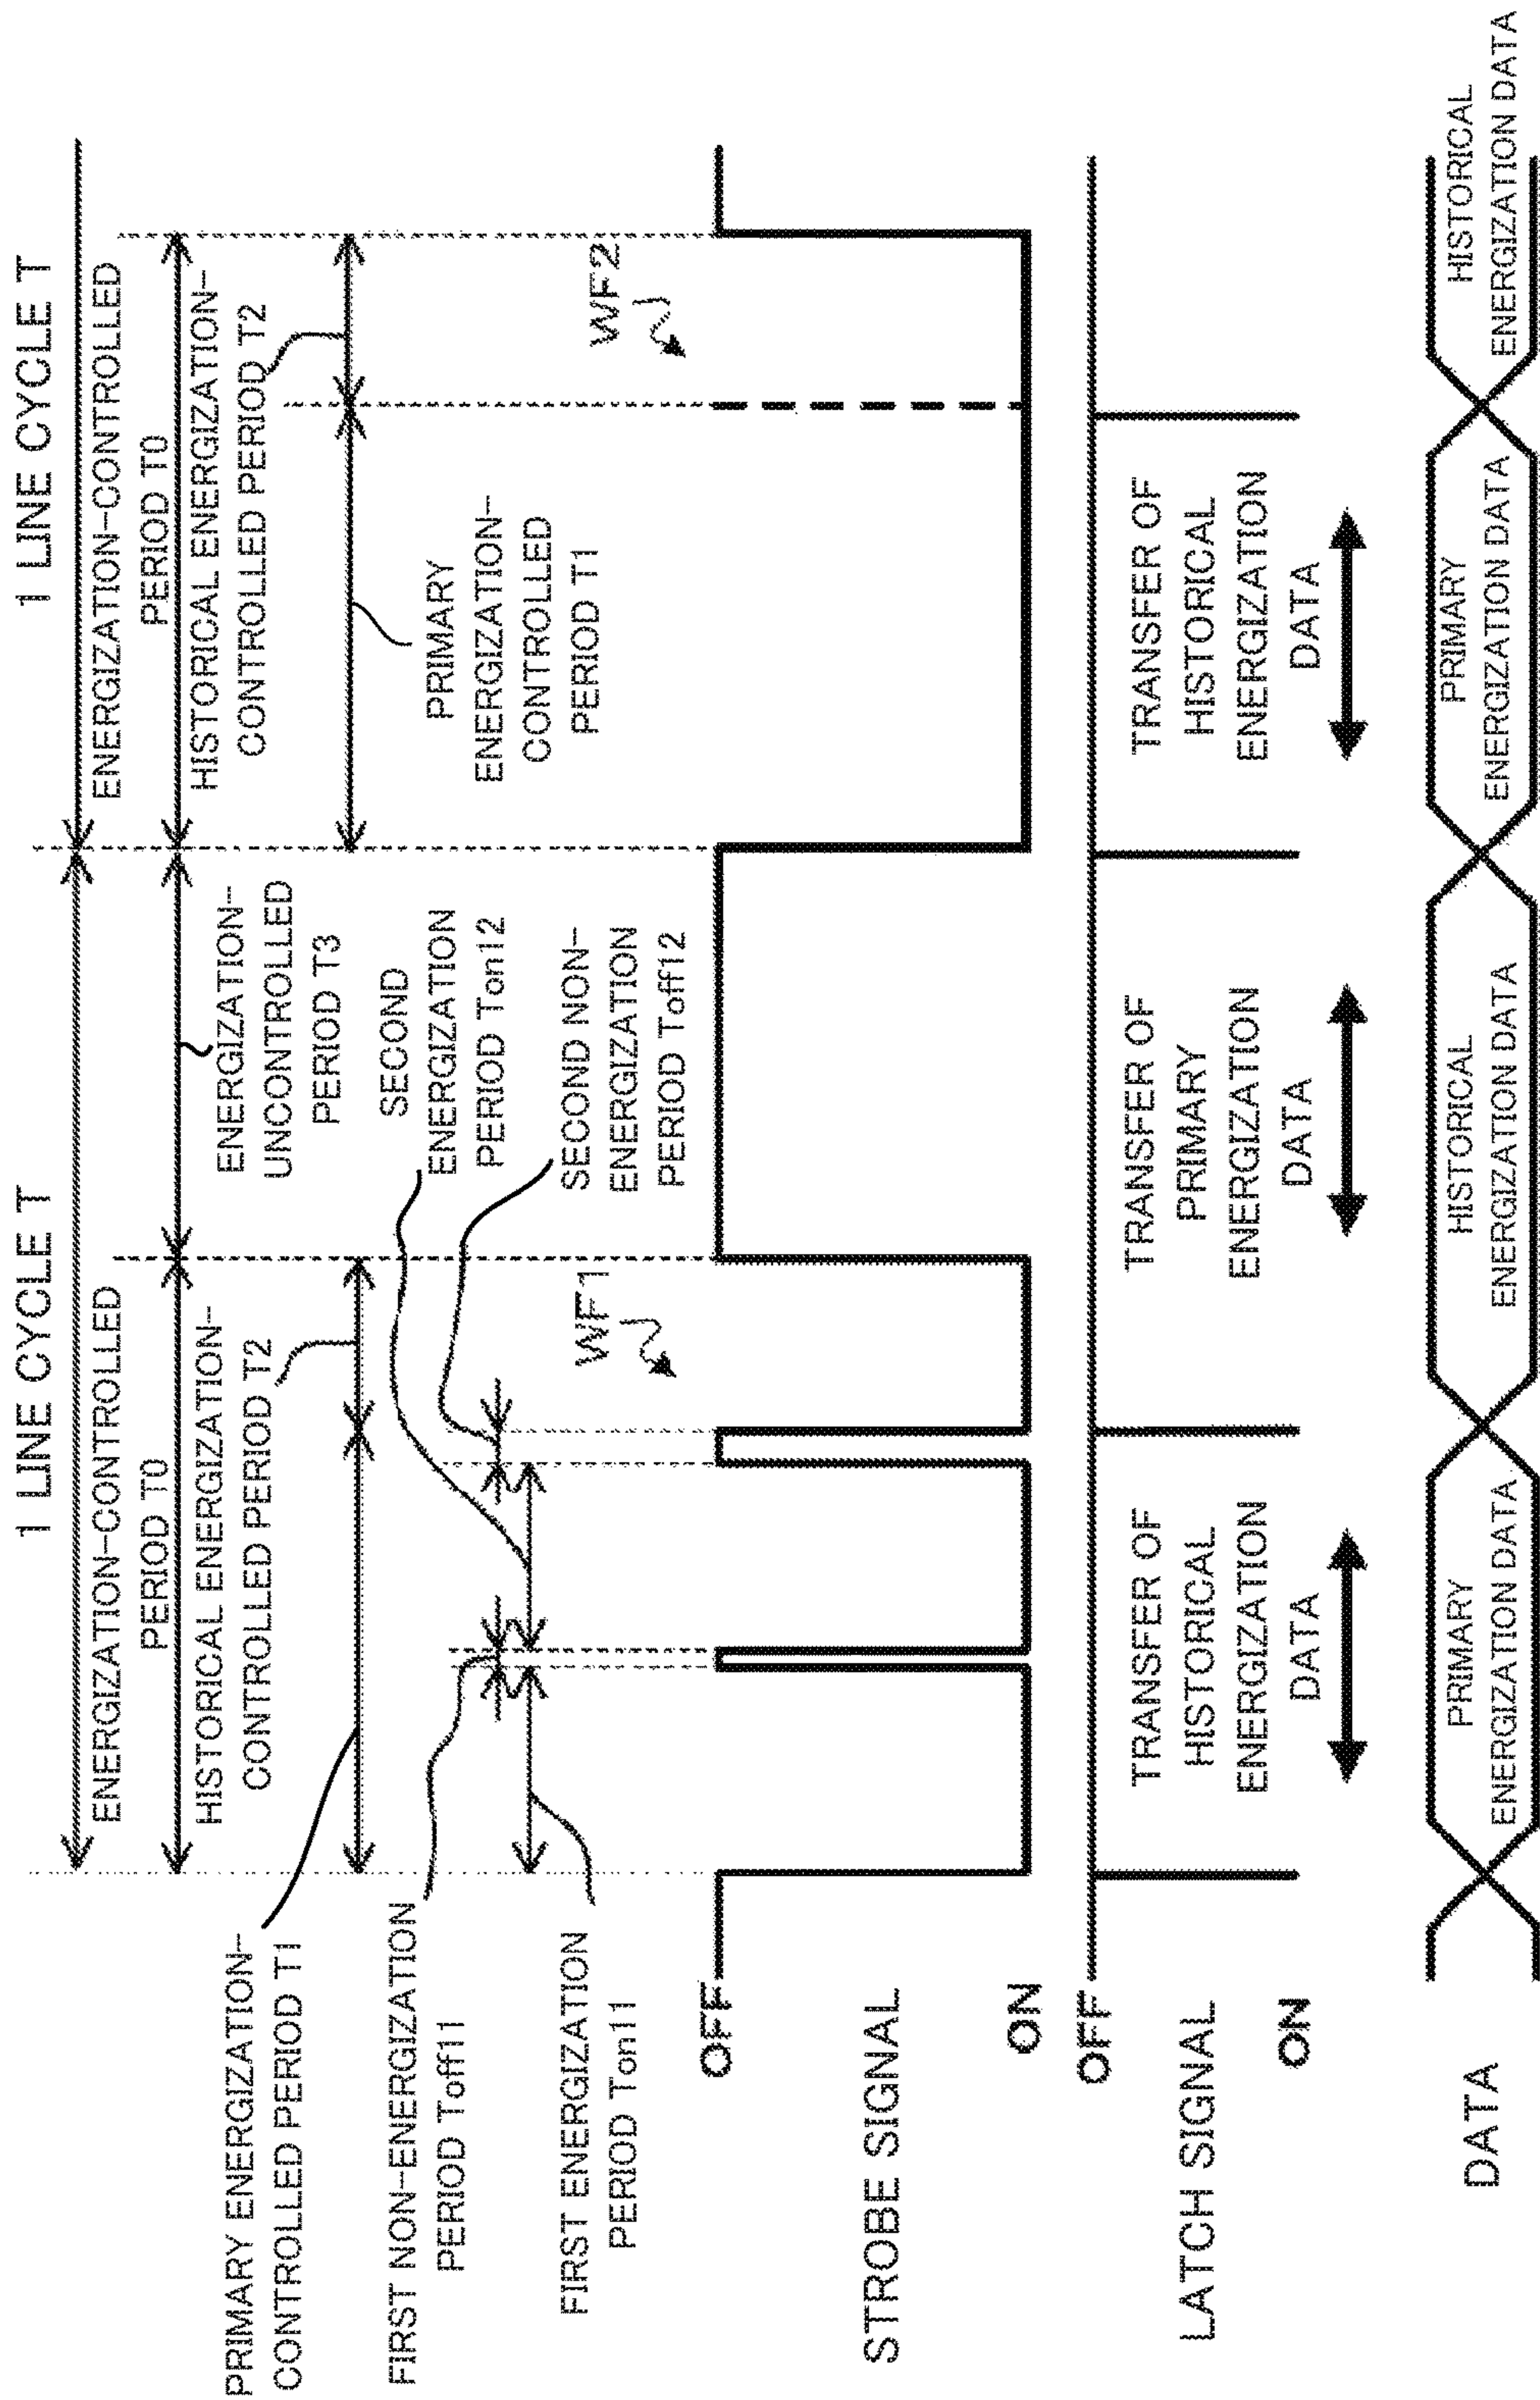 1 LINE CYCLE T
1 LINE CYCLE T
ENERGIZATION-CONTROLLED
PERIOD T0
ENERGIZATION-CONTROLLED
PERIOD T0
HISTORICAL ENERGIZATION-
CONTROLLED PERIOD T2
ENERGIZATION-
UNCONTROLLED
PERIOD T3
HISTORICAL ENERGIZATION-
CONTROLLED PERIOD T2
PRIMARY ENERGIZATION-
CONTROLLED PERIOD T1
SECOND
ENERGIZATION
PERIOD Ton12
PRIMARY
ENERGIZATION-
CONTROLLED
PERIOD T1
FIRST NON-ENERGIZATION
PERIOD Toff11
SECOND NON-
ENERGIZATION
PERIOD Toff12
FIRST ENERGIZATION
PERIOD Ton11
WF1
WF2
OFF
STROBE SIGNAL
ON
OFF
LATCH SIGNAL
ON
TRANSFER OF
HISTORICAL
ENERGIZATION
DATA
TRANSFER OF
PRIMARY
ENERGIZATION
DATA
TRANSFER OF
HISTORICAL
ENERGIZATION
DATA
DATA
PRIMARY
ENERGIZATION DATA
HISTORICAL
ENERGIZATION DATA
PRIMARY
ENERGIZATION DATA
HISTORICAL
ENERGIZATION DATA